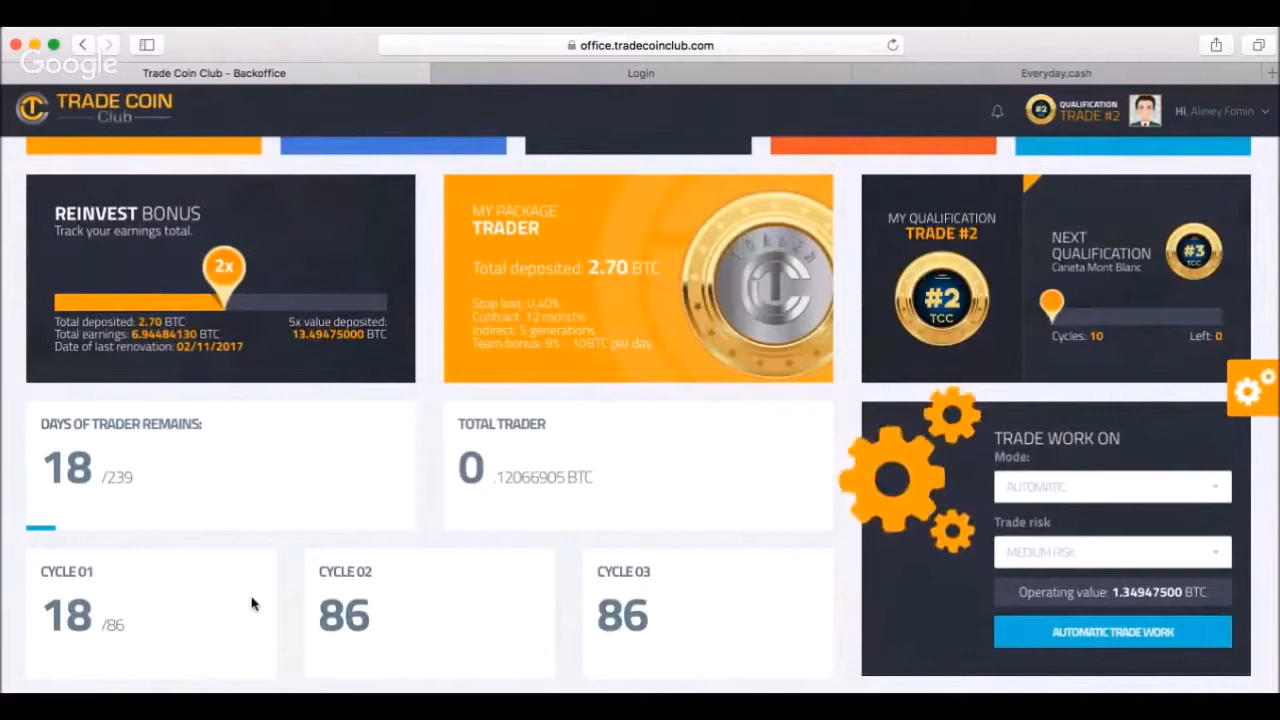 office.tradecoinclub.com
Google
Trade Coin Club - Backoffice
Login
Everyday.cash
TRADE COIN
Club
#2
QUALIFICATION
TRADE #2
Hi, Alexey Fomin
REINVEST BONUS
Track your earnings total.
2x
Total deposited: 2.70 BTC
Total earnings: 6.94484130 BTC
Date of last renovation: 02/11/2017
5x value deposited:
13.49475000 BTC
MY PACKAGE
TRADER
Total deposited: 2.70 BTC
Stop lost: 0.40%
Contract: 12 months
Indirect: 5 generations
Team bonus: 9% - 10BTC per day.
TRADER
MY QUALIFICATION
TRADE #2
#2
TCC
NEXT
QUALIFICATION
Caneta Mont Blanc
#3
TCC
Cycles: 10
Left: 0
DAYS OF TRADER REMAINS:
18 /239
TOTAL TRADER
0 .12066905 BTC
TRADE WORK ON
Mode:
AUTOMATIC
Trade risk
MEDIUM RISK
Operating value: 1.34947500 BTC
AUTOMATIC TRADE WORK
CYCLE 01
18 /86
CYCLE 02
86
CYCLE 03
86